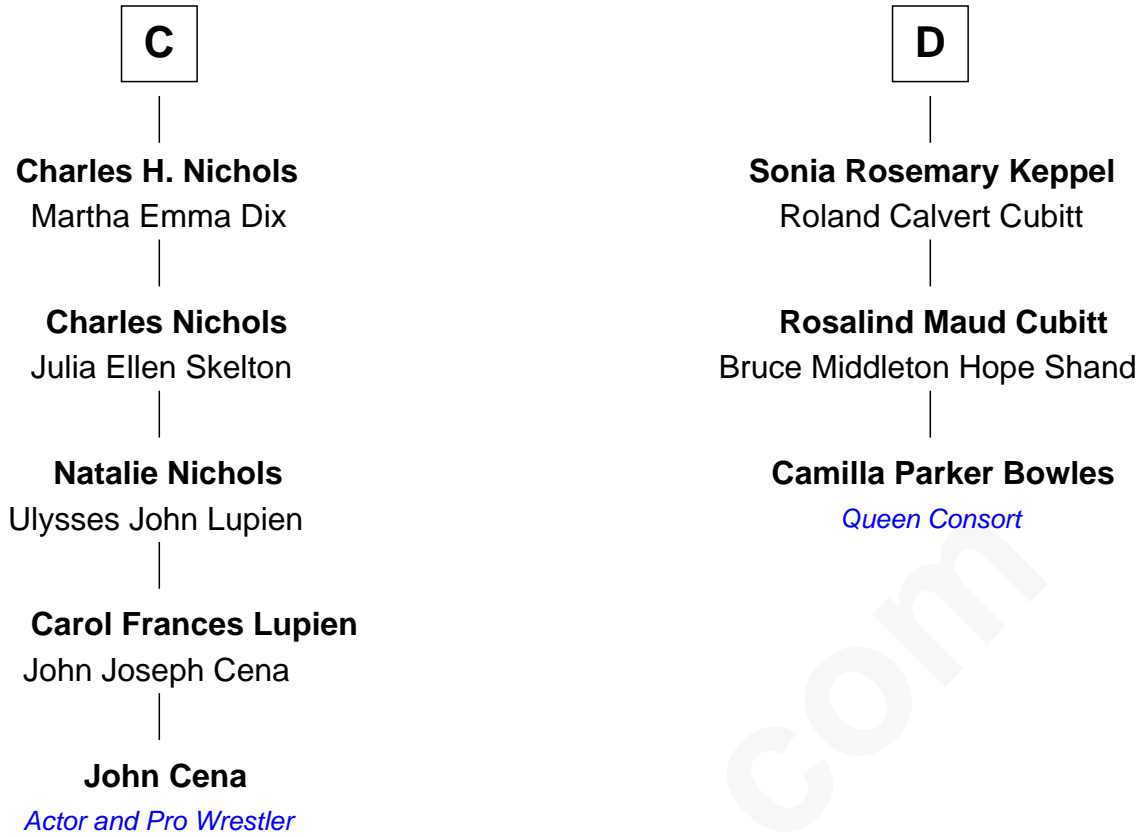 C
Charles H. Nichols
Martha Emma Dix
Charles Nichols
Julia Ellen Skelton
Natalie Nichols
Ulysses John Lupien
Carol Frances Lupien
John Joseph Cena
John Cena
Actor and Pro Wrestler
D
Sonia Rosemary Keppel
Roland Calvert Cubitt
Rosalind Maud Cubitt
Bruce Middleton Hope Shand
Camilla Parker Bowles
Queen Consort
com